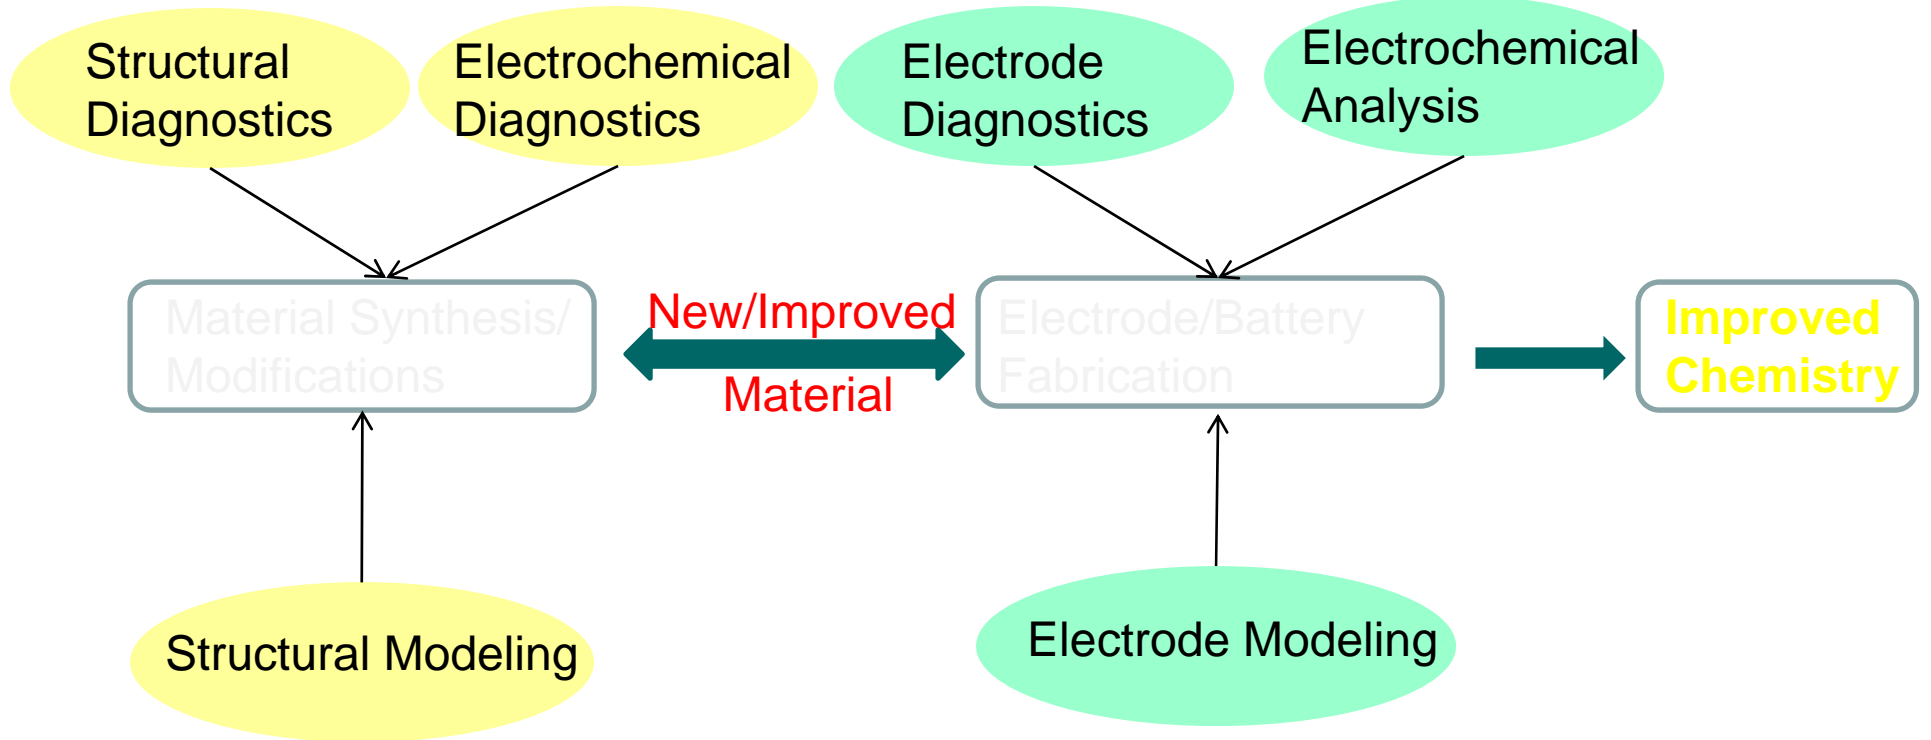 Structural
Diagnostics
Electrochemical
Diagnostics
Electrode
Diagnostics
Electrochemical
Analysis
Material Synthesis/
Modifications
New/Improved
Material
Electrode/Battery
Fabrication
Improved
Chemistry
Structural Modeling
Electrode Modeling